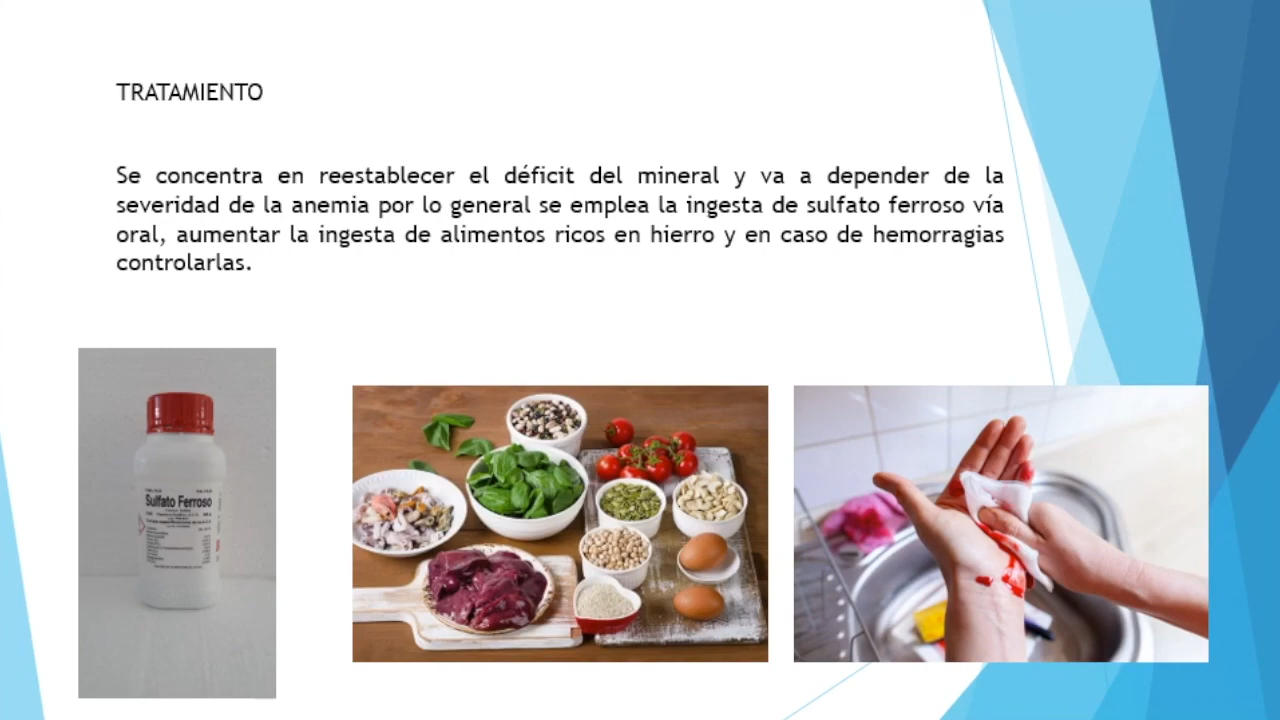 TRATAMIENTO
Se concentra en reestablecer el déficit del mineral y va a depender de la
severidad de la anemia por lo general se emplea la ingesta de sulfato ferroso vía
oral, aumentar la ingesta de alimentos ricos en hierro y en caso de hemorragias
controlarlas.
Sulfato Ferroso